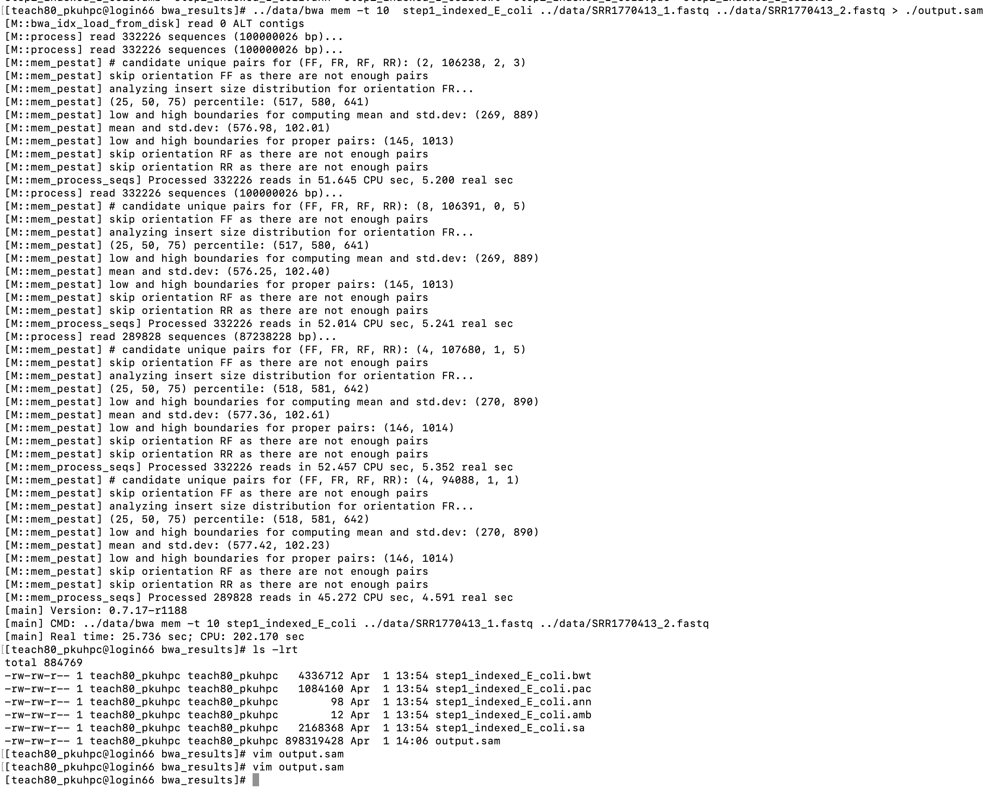 [[teach80_pkuhpc@login66 bwa_results]# ../data/bwa mem -t 10  step1_indexed_E_coli ../data/SRR1770413_1.fastq ../data/SRR1770413_2.fastq > ./output.sam
[M::bwa_idx_load_from_disk] read 0 ALT contigs
[M::process] read 332226 sequences (100000026 bp)...
[M::process] read 332226 sequences (100000026 bp)...
[M::mem_pestat] # candidate unique pairs for (FF, FR, RF, RR): (2, 106238, 2, 3)
[M::mem_pestat] skip orientation FF as there are not enough pairs
[M::mem_pestat] analyzing insert size distribution for orientation FR...
[M::mem_pestat] (25, 50, 75) percentile: (517, 580, 641)
[M::mem_pestat] low and high boundaries for computing mean and std.dev: (269, 889)
[M::mem_pestat] mean and std.dev: (576.98, 102.01)
[M::mem_pestat] low and high boundaries for proper pairs: (145, 1013)
[M::mem_pestat] skip orientation RF as there are not enough pairs
[M::mem_pestat] skip orientation RR as there are not enough pairs
[M::mem_process_seqs] Processed 332226 reads in 51.645 CPU sec, 5.200 real sec
[M::process] read 332226 sequences (100000026 bp)...
[M::mem_pestat] # candidate unique pairs for (FF, FR, RF, RR): (8, 106391, 0, 5)
[M::mem_pestat] skip orientation FF as there are not enough pairs
[M::mem_pestat] analyzing insert size distribution for orientation FR...
[M::mem_pestat] (25, 50, 75) percentile: (517, 580, 641)
[M::mem_pestat] low and high boundaries for computing mean and std.dev: (269, 889)
[M::mem_pestat] mean and std.dev: (576.25, 102.40)
[M::mem_pestat] low and high boundaries for proper pairs: (145, 1013)
[M::mem_pestat] skip orientation RF as there are not enough pairs
[M::mem_pestat] skip orientation RR as there are not enough pairs
[M::mem_process_seqs] Processed 332226 reads in 52.014 CPU sec, 5.241 real sec
[M::process] read 289828 sequences (87238228 bp)...
[M::mem_pestat] # candidate unique pairs for (FF, FR, RF, RR): (4, 107680, 1, 5)
[M::mem_pestat] skip orientation FF as there are not enough pairs
[M::mem_pestat] analyzing insert size distribution for orientation FR...
[M::mem_pestat] (25, 50, 75) percentile: (518, 581, 642)
[M::mem_pestat] low and high boundaries for computing mean and std.dev: (270, 890)
[M::mem_pestat] mean and std.dev: (577.36, 102.61)
[M::mem_pestat] low and high boundaries for proper pairs: (146, 1014)
[M::mem_pestat] skip orientation RF as there are not enough pairs
[M::mem_pestat] skip orientation RR as there are not enough pairs
[M::mem_process_seqs] Processed 332226 reads in 52.457 CPU sec, 5.352 real sec
[M::mem_pestat] # candidate unique pairs for (FF, FR, RF, RR): (4, 94088, 1, 1)
[M::mem_pestat] skip orientation FF as there are not enough pairs
[M::mem_pestat] analyzing insert size distribution for orientation FR...
[M::mem_pestat] (25, 50, 75) percentile: (518, 581, 642)
[M::mem_pestat] low and high boundaries for computing mean and std.dev: (270, 890)
[M::mem_pestat] mean and std.dev: (577.42, 102.23)
[M::mem_pestat] low and high boundaries for proper pairs: (146, 1014)
[M::mem_pestat] skip orientation RF as there are not enough pairs
[M::mem_pestat] skip orientation RR as there are not enough pairs
[M::mem_process_seqs] Processed 289828 reads in 45.272 CPU sec, 4.591 real sec
[main] Version: 0.7.17-r1188
[main] CMD: ../data/bwa mem -t 10 step1_indexed_E_coli ../data/SRR1770413_1.fastq ../data/SRR1770413_2.fastq
[main] Real time: 25.736 sec; CPU: 202.170 sec
[[teach80_pkuhpc@login66 bwa_results]# ls -lrt
total 884769
-rw-rw-r-- 1 teach80_pkuhpc teach80_pkuhpc   4336712 Apr  1 13:54 step1_indexed_E_coli.bwt
-rw-rw-r-- 1 teach80_pkuhpc teach80_pkuhpc   1084160 Apr  1 13:54 step1_indexed_E_coli.pac
-rw-rw-r-- 1 teach80_pkuhpc teach80_pkuhpc        98 Apr  1 13:54 step1_indexed_E_coli.ann
-rw-rw-r-- 1 teach80_pkuhpc teach80_pkuhpc        12 Apr  1 13:54 step1_indexed_E_coli.amb
-rw-rw-r-- 1 teach80_pkuhpc teach80_pkuhpc   2168368 Apr  1 13:54 step1_indexed_E_coli.sa
-rw-rw-r-- 1 teach80_pkuhpc teach80_pkuhpc 898319428 Apr  1 14:06 output.sam
[[teach80_pkuhpc@login66 bwa_results]# vim output.sam
[[teach80_pkuhpc@login66 bwa_results]# vim output.sam
[teach80_pkuhpc@login66 bwa_results]#